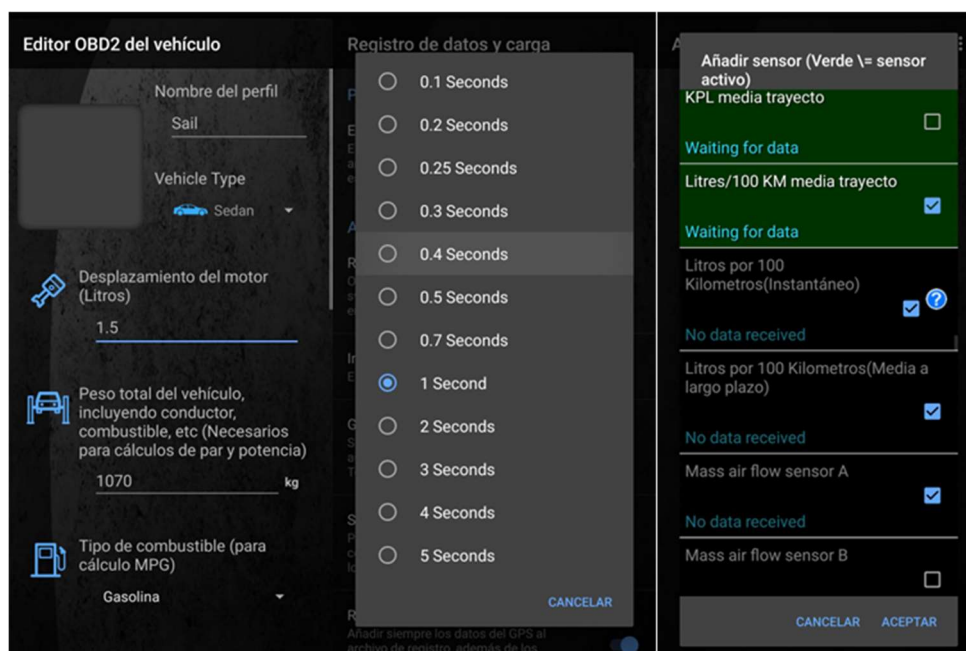 Editor OBD2 del vehículo
Nombre del perfil
Sail
Vehicle Type
Sedan
Desplazamiento del motor
(Litros)
1.5
Peso total del vehículo,
incluyendo conductor,
combustible, etc (Necesarios
para cálculos de par y potencia)
1070 kg
Tipo de combustible (para
cálculo MPG)
Gasolina
Registro de datos y carga
0.1 Seconds
0.2 Seconds
0.25 Seconds
0.3 Seconds
0.4 Seconds
0.5 Seconds
0.7 Seconds
1 Second
2 Seconds
3 Seconds
4 Seconds
5 Seconds
CANCELAR
Añadir siempre los datos del GPS al
archivo de registro, además de los
Añadir sensor (Verde \= sensor
activo)
KPL media trayecto
Waiting for data
Litres/100 KM media trayecto
Waiting for data
Litros por 100
Kilometros(Instantáneo)
?
No data received
Litros por 100 Kilometros(Media a
largo plazo)
No data received
Mass air flow sensor A
No data received
Mass air flow sensor B
CANCELAR ACEPTAR